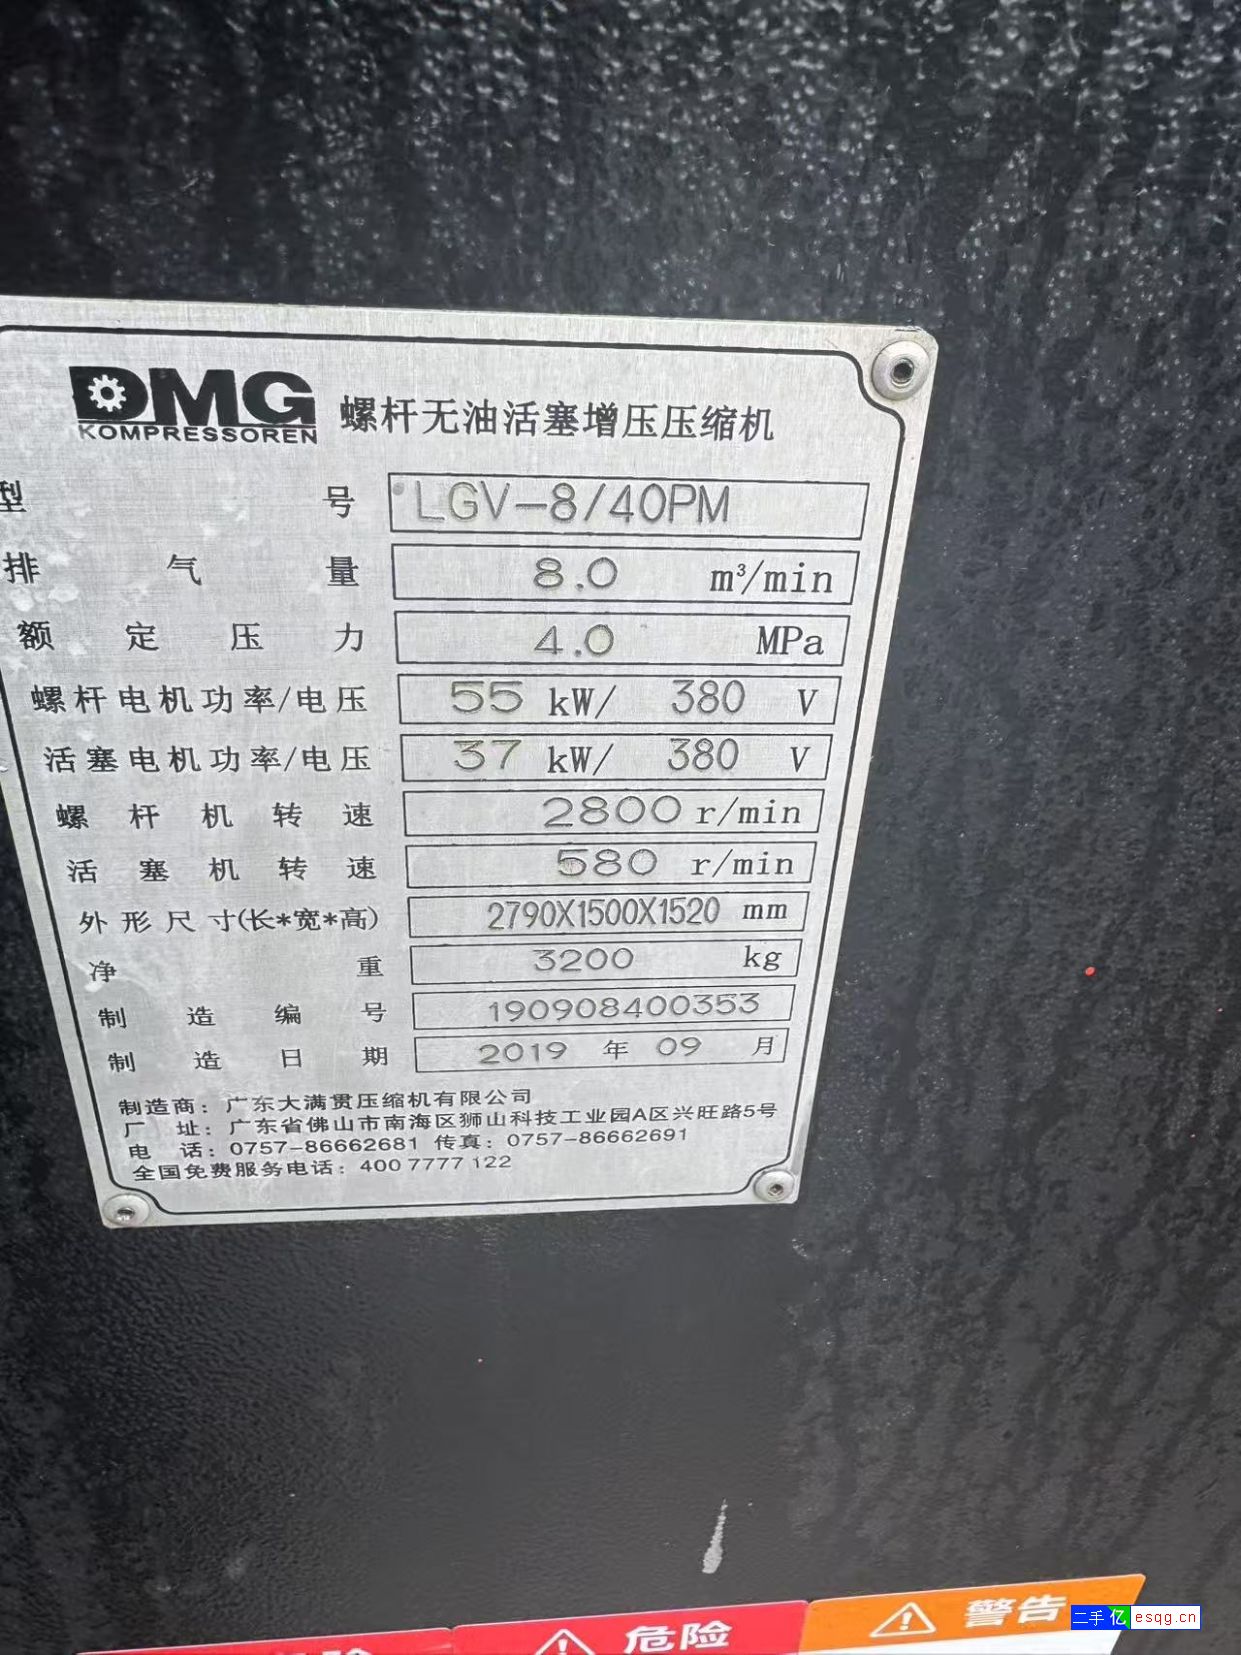 DMG
KOMPRESSOREN
螺杆无油活塞增压压缩机
型号 LGV-8/40PM
排气量 8.0 m³/min
额定压力 4.0 MPa
螺杆电机功率/电压 55 kW/ 380 V
活塞电机功率/电压 37 kW/ 380 V
螺杆机转速 2800 r/min
活塞机转速 580 r/min
外形尺寸(长*宽*高) 2790X1500X1520 mm
净重 3200 kg
制造编号 190908400353
制造日期 2019 年 09 月
制造商：广东大满贯压缩机有限公司
厂址：广东省佛山市南海区狮山科技工业园A区兴旺路5号
电话：0757-86662681 传真：0757-86662691
全国免费服务电话：400 7777 122
危险
警告
二手亿 esqg.cn